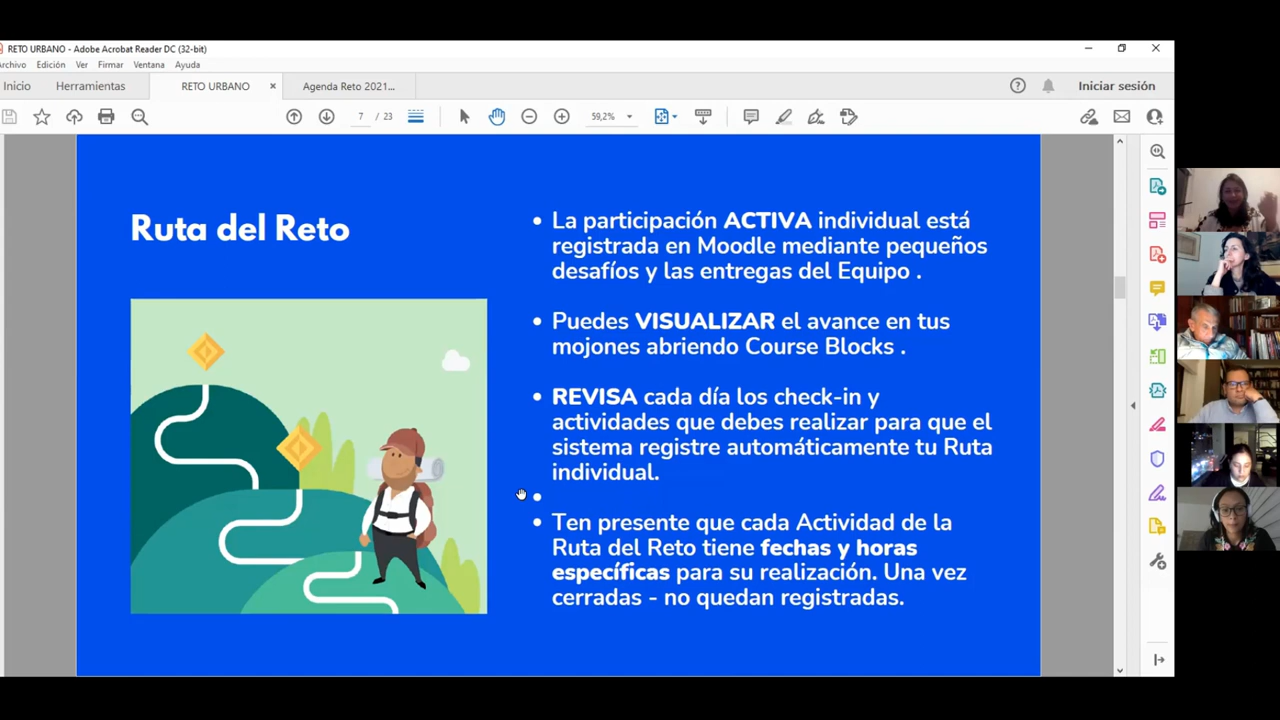 RETO URBANO - Adobe Acrobat Reader DC (32-bit)
Archivo Edición Ver Firmar Ventana Ayuda
Inicio Herramientas RETO URBANO × Agenda Reto 2021... Iniciar sesión
7 / 23 59,2%
Ruta del Reto
• La participación ACTIVA individual está
registrada en Moodle mediante pequeños
desafíos y las entregas del Equipo .
• Puedes VISUALIZAR el avance en tus
mojones abriendo Course Blocks .
• REVISA cada día los check-in y
actividades que debes realizar para que el
sistema registre automáticamente tu Ruta
individual.
•
• Ten presente que cada Actividad de la
Ruta del Reto tiene fechas y horas
específicas para su realización. Una vez
cerradas - no quedan registradas.